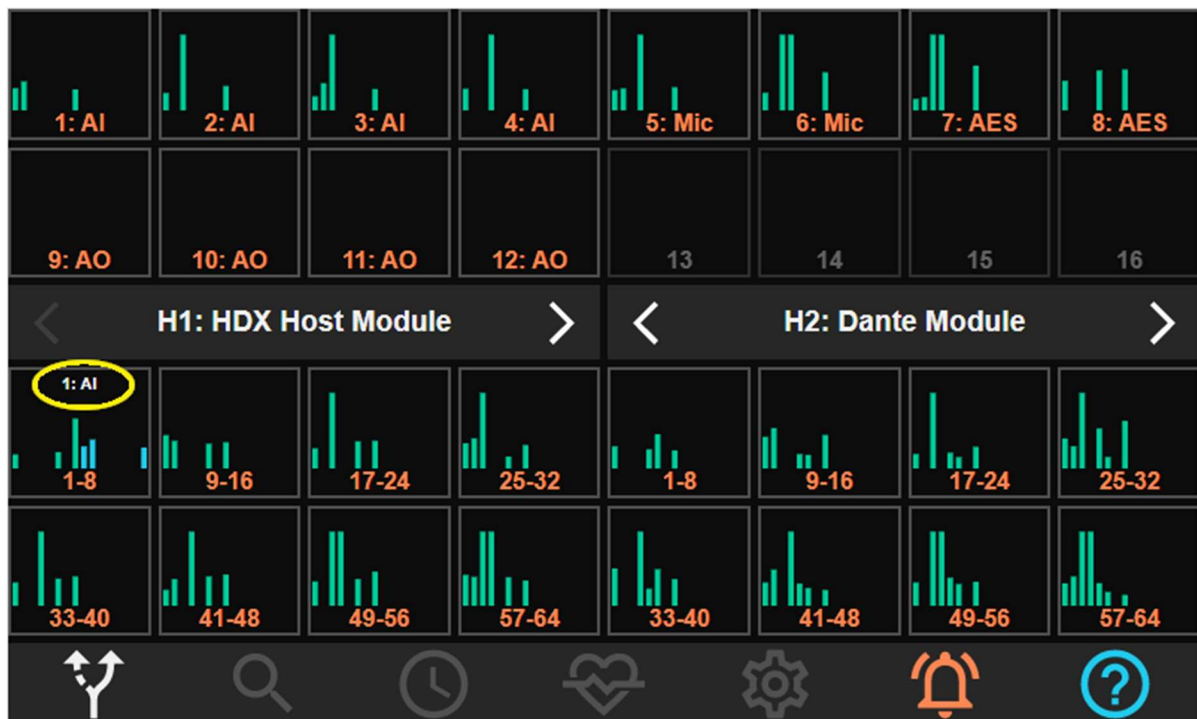 1: AI 2: AI 3: AI 4: AI 5: Mic 6: Mic 7: AES 8: AES
9: AO 10: AO 11: AO 12: AO 13 14 15 16
H1: HDX Host Module H2: Dante Module
1: AI
1-8 9-16 17-24 25-32 1-8 9-16 17-24 25-32
33-40 41-48 49-56 57-64 33-40 41-48 49-56 57-64
?